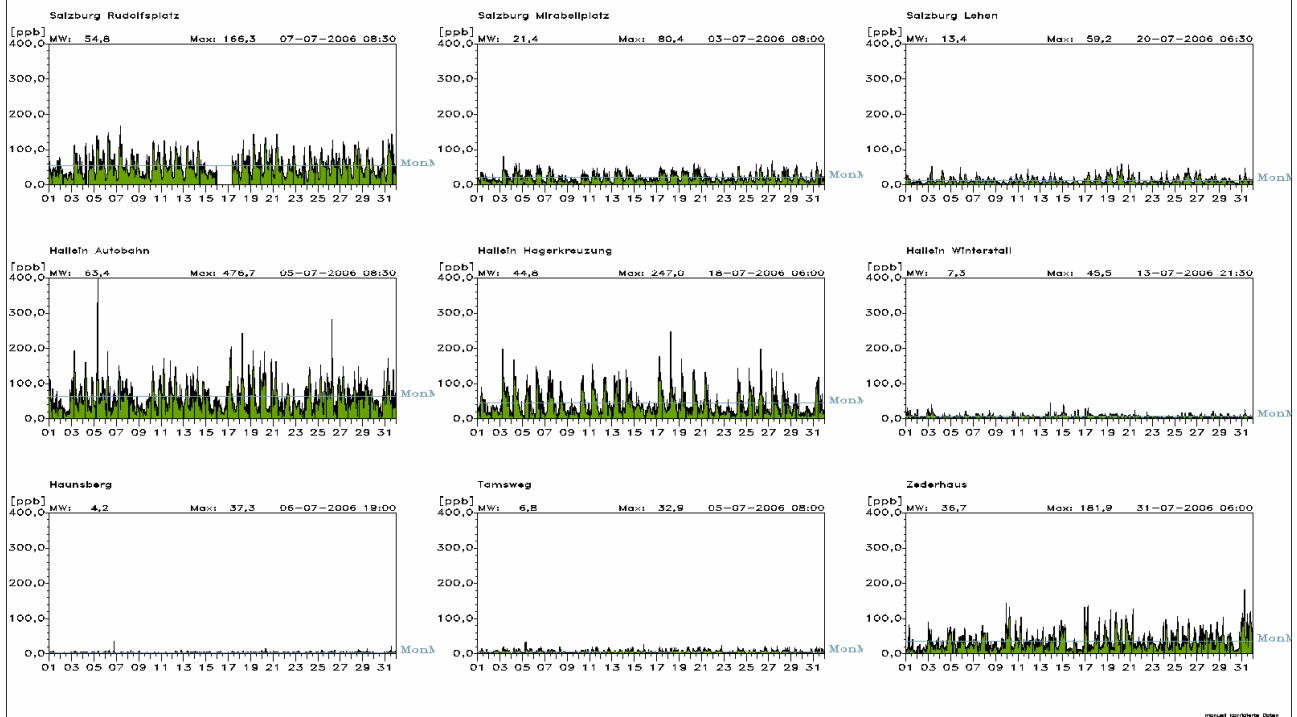 Salzburg Rudolfsplatz
[ppb] MW: 54,8 Max: 166,3 07-07-2006 08:30
400,0
300,0
200,0
100,0
0,0
MonM
01 03 05 07 09 11 13 15 17 19 21 23 25 27 29 31
Salzburg Mirabellplatz
[ppb] MW: 21,4 Max: 80,4 03-07-2006 08:00
400,0
300,0
200,0
100,0
0,0
MonM
01 03 05 07 09 11 13 15 17 19 21 23 25 27 29 31
Salzburg Lehen
[ppb] MW: 13,4 Max: 59,2 20-07-2006 06:30
400,0
300,0
200,0
100,0
0,0
MonM
01 03 05 07 09 11 13 15 17 19 21 23 25 27 29 31
Hallein Autobahn
[ppb] MW: 63,4 Max: 476,7 05-07-2006 08:30
400,0
300,0
200,0
100,0
0,0
MonM
01 03 05 07 09 11 13 15 17 19 21 23 25 27 29 31
Hallein Hagerkreuzung
[ppb] MW: 44,8 Max: 247,0 18-07-2006 06:00
400,0
300,0
200,0
100,0
0,0
MonM
01 03 05 07 09 11 13 15 17 19 21 23 25 27 29 31
Hallein Winterstall
[ppb] MW: 7,3 Max: 45,5 13-07-2006 21:30
400,0
300,0
200,0
100,0
0,0
MonM
01 03 05 07 09 11 13 15 17 19 21 23 25 27 29 31
Haunsberg
[ppb] MW: 4,2 Max: 37,3 06-07-2006 19:00
400,0
300,0
200,0
100,0
0,0
MonM
01 03 05 07 09 11 13 15 17 19 21 23 25 27 29 31
Tamsweg
[ppb] MW: 6,8 Max: 32,9 05-07-2006 08:00
400,0
300,0
200,0
100,0
0,0
MonM
01 03 05 07 09 11 13 15 17 19 21 23 25 27 29 31
Zederhaus
[ppb] MW: 36,7 Max: 181,9 31-07-2006 06:00
400,0
300,0
200,0
100,0
0,0
MonM
01 03 05 07 09 11 13 15 17 19 21 23 25 27 29 31
manuell korrigierte Daten